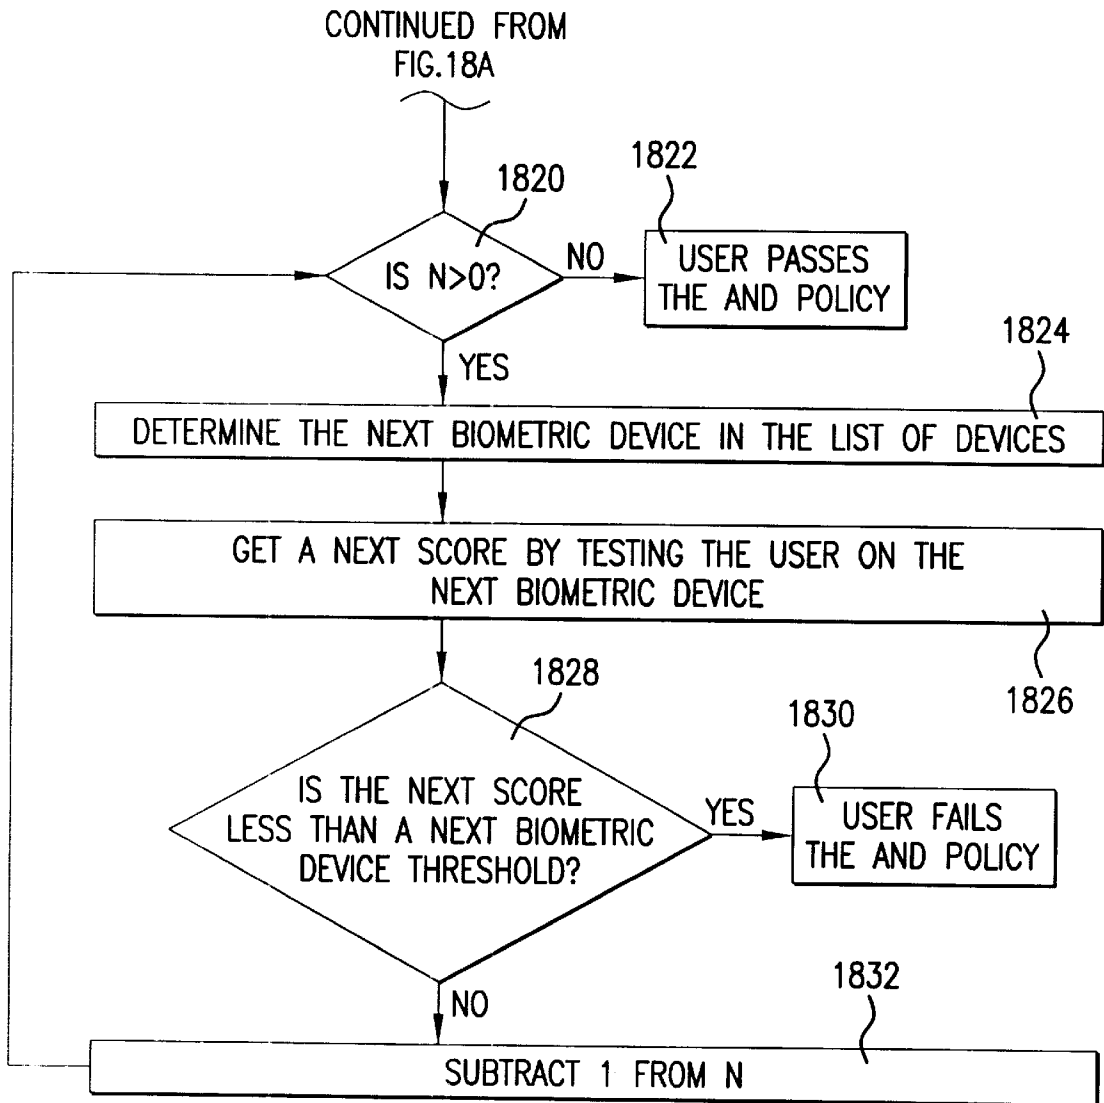 CONTINUED FROM
FIG.18A
1820
1822
IS N>0?
NO
USER PASSES
THE AND POLICY
YES
1824
DETERMINE THE NEXT BIOMETRIC DEVICE IN THE LIST OF DEVICES
GET A NEXT SCORE BY TESTING THE USER ON THE
NEXT BIOMETRIC DEVICE
1826
1828
1830
IS THE NEXT SCORE
LESS THAN A NEXT BIOMETRIC
DEVICE THRESHOLD?
YES
USER FAILS
THE AND POLICY
NO
1832
SUBTRACT 1 FROM N